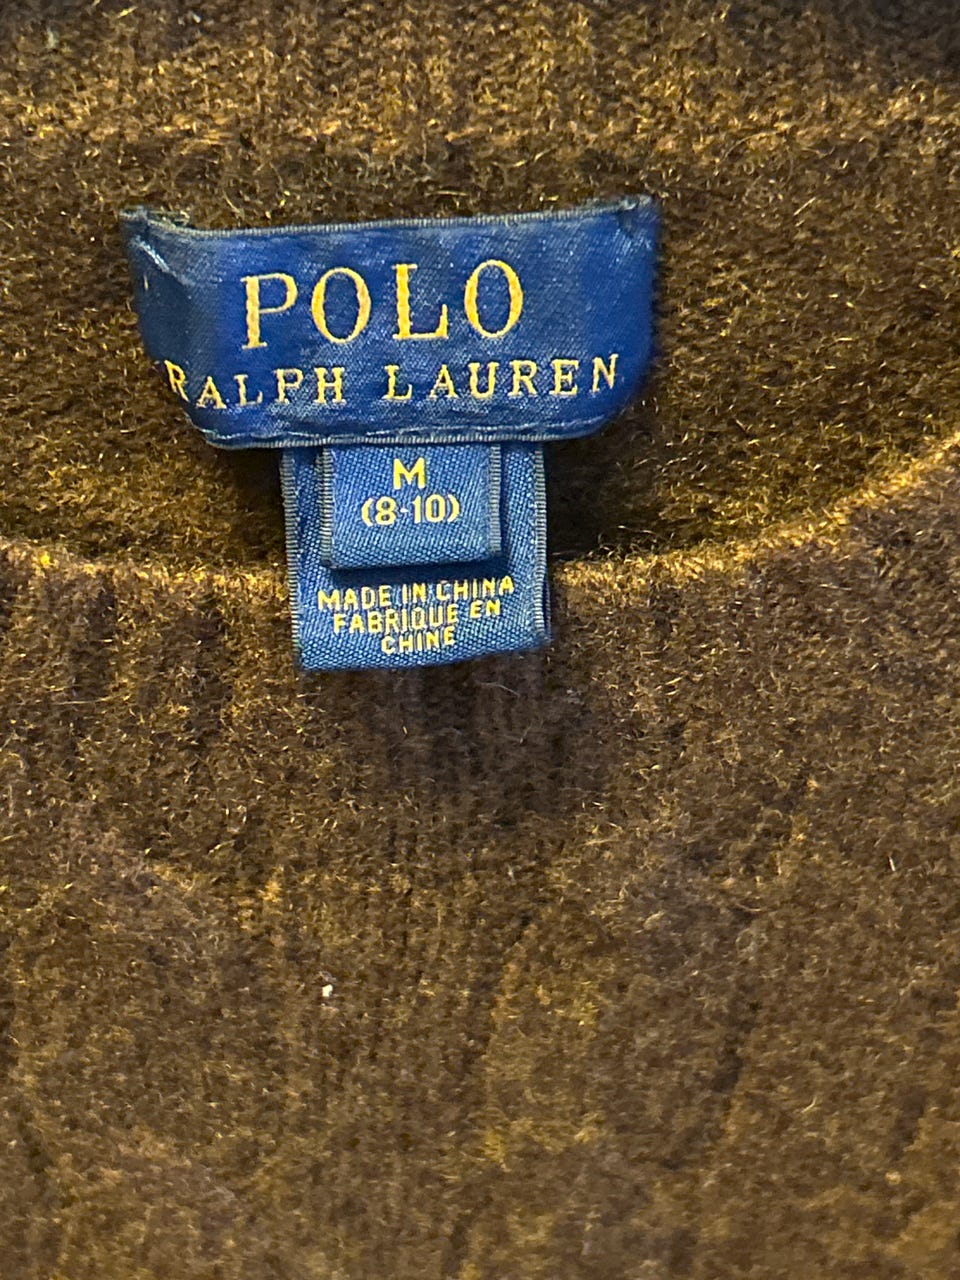 POLO
RALPH LAUREN
M
(8-10)
MADE IN CHINA
FABRIQUE EN
CHINE